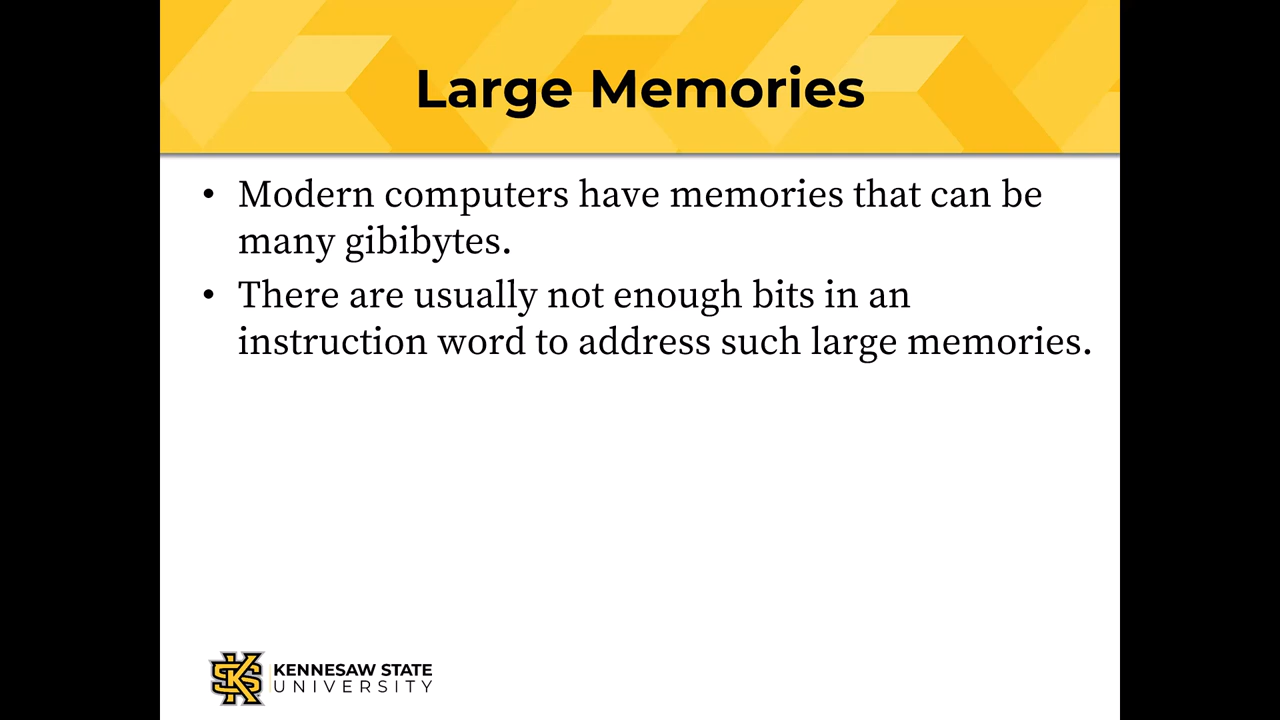 Large Memories
• Modern computers have memories that can be
many gibibytes.
• There are usually not enough bits in an
instruction word to address such large memories.
KENNESAW STATE
UNIVERSITY